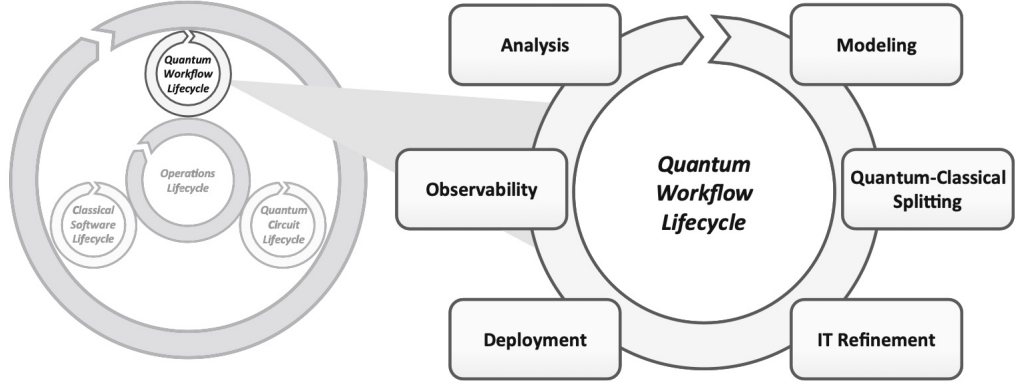 Quantum
Workflow
Lifecycle
Operations
Lifecycle
Classical
Software
Lifecycle
Quantum
Circuit
Lifecycle
Analysis
Modeling
Observability
Quantum
Workflow
Lifecycle
Quantum-Classical
Splitting
Deployment
IT Refinement